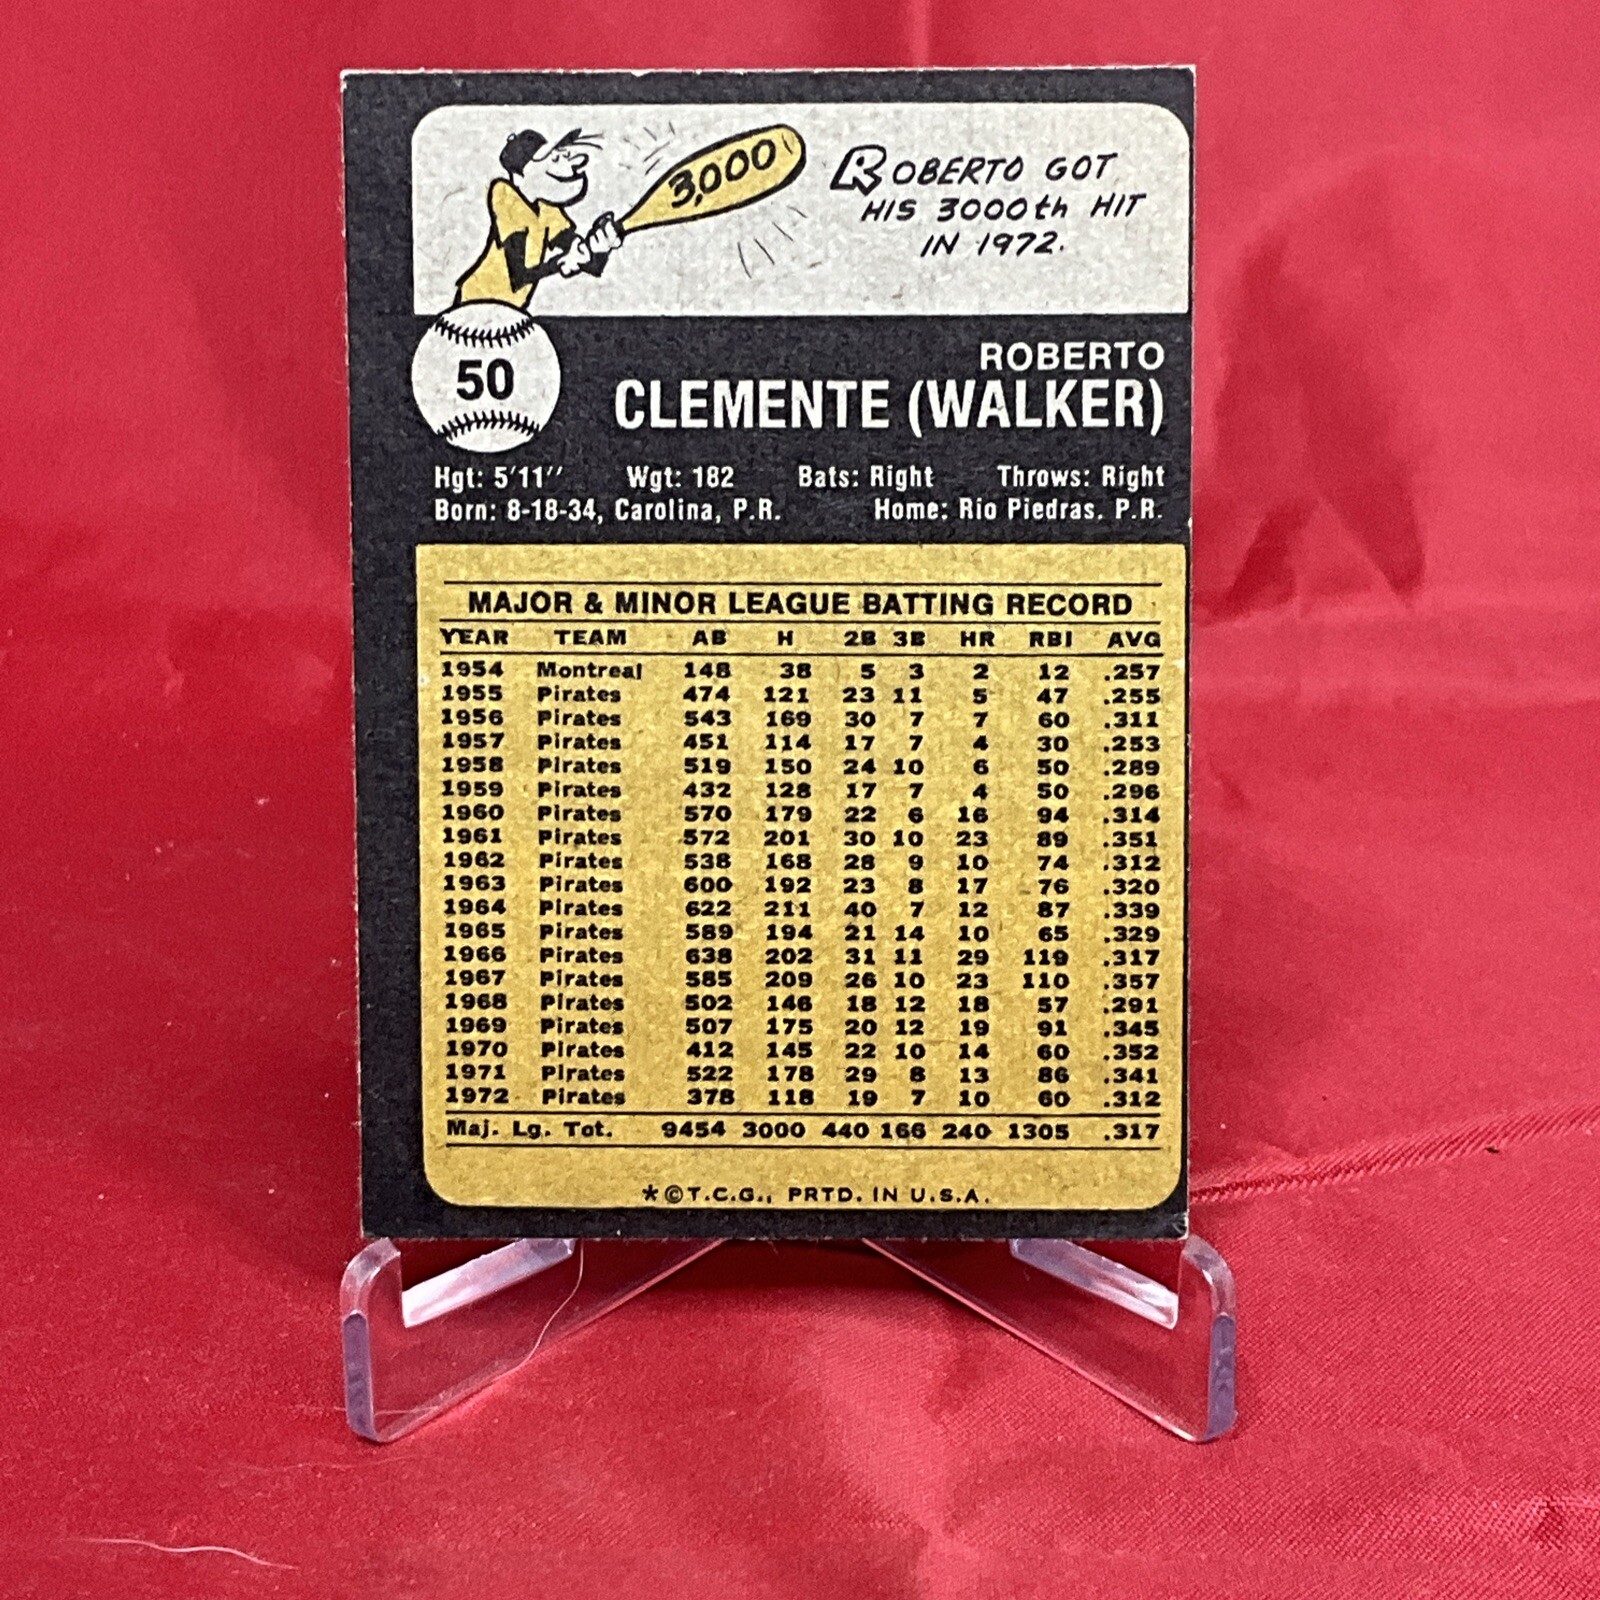 3,000
ROBERTO GOT
HIS 3000th HIT
IN 1972.
50
ROBERTO
CLEMENTE (WALKER)
Hgt: 5'11" Wgt: 182 Bats: Right Throws: Right
Born: 8-18-34, Carolina, P.R. Home: Rio Piedras. P.R.
MAJOR & MINOR LEAGUE BATTING RECORD
YEAR TEAM AB H 2B 3B HR RBI AVG
1954 Montreal 148 38 5 3 2 12 .257
1955 Pirates 474 121 23 11 5 47 .255
1956 Pirates 543 169 30 7 7 60 .311
1957 Pirates 451 114 17 7 4 30 .253
1958 Pirates 519 150 24 10 6 50 .289
1959 Pirates 432 128 17 7 4 50 .296
1960 Pirates 570 179 22 6 16 94 .314
1961 Pirates 572 201 30 10 23 89 .351
1962 Pirates 538 168 28 9 10 74 .312
1963 Pirates 600 192 23 8 17 76 .320
1964 Pirates 622 211 40 7 12 87 .339
1965 Pirates 589 194 21 14 10 65 .329
1966 Pirates 638 202 31 11 29 119 .317
1967 Pirates 585 209 26 10 23 110 .357
1968 Pirates 502 146 18 12 18 57 .291
1969 Pirates 507 175 20 12 19 91 .345
1970 Pirates 412 145 22 10 14 60 .352
1971 Pirates 522 178 29 8 13 86 .341
1972 Pirates 378 118 19 7 10 60 .312
Maj. Lg. Tot. 9454 3000 440 166 240 1305 .317
*©T.C.G., PRTD. IN U.S.A.